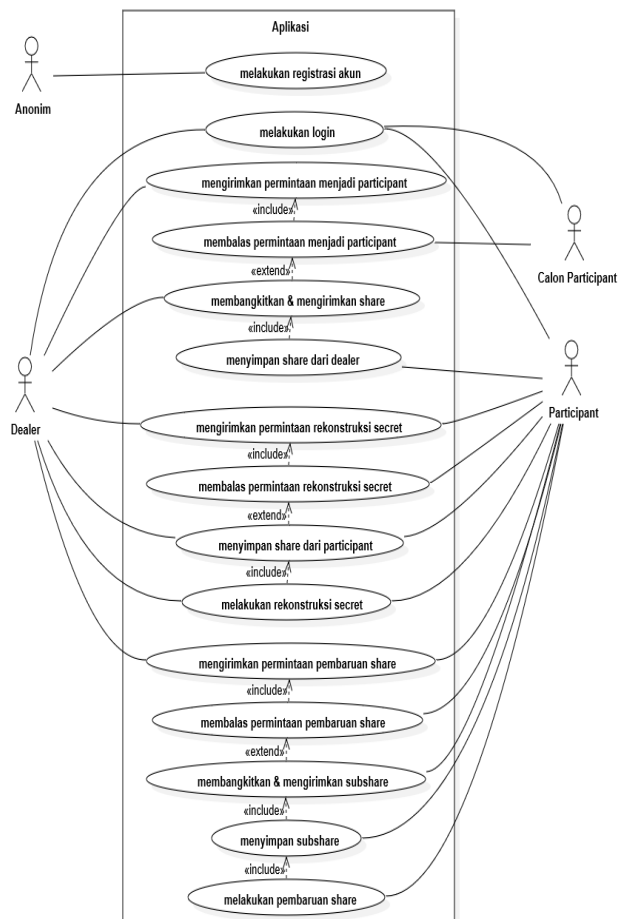 Aplikasi
melakukan registrasi akun
Anonim
melakukan login
mengirimkan permintaan menjadi participant
«include»
membalas permintaan menjadi participant
Calon Participant
«extend»
membangkitkan & mengirimkan share
«include»
menyimpan share dari dealer
Dealer
Participant
mengirimkan permintaan rekonstruksi secret
«include»
membalas permintaan rekonstruksi secret
«extend»
menyimpan share dari participant
«include»
melakukan rekonstruksi secret
mengirimkan permintaan pembaruan share
«include»
membalas permintaan pembaruan share
«extend»
membangkitkan & mengirimkan subshare
«include»
menyimpan subshare
«include»
melakukan pembaruan share